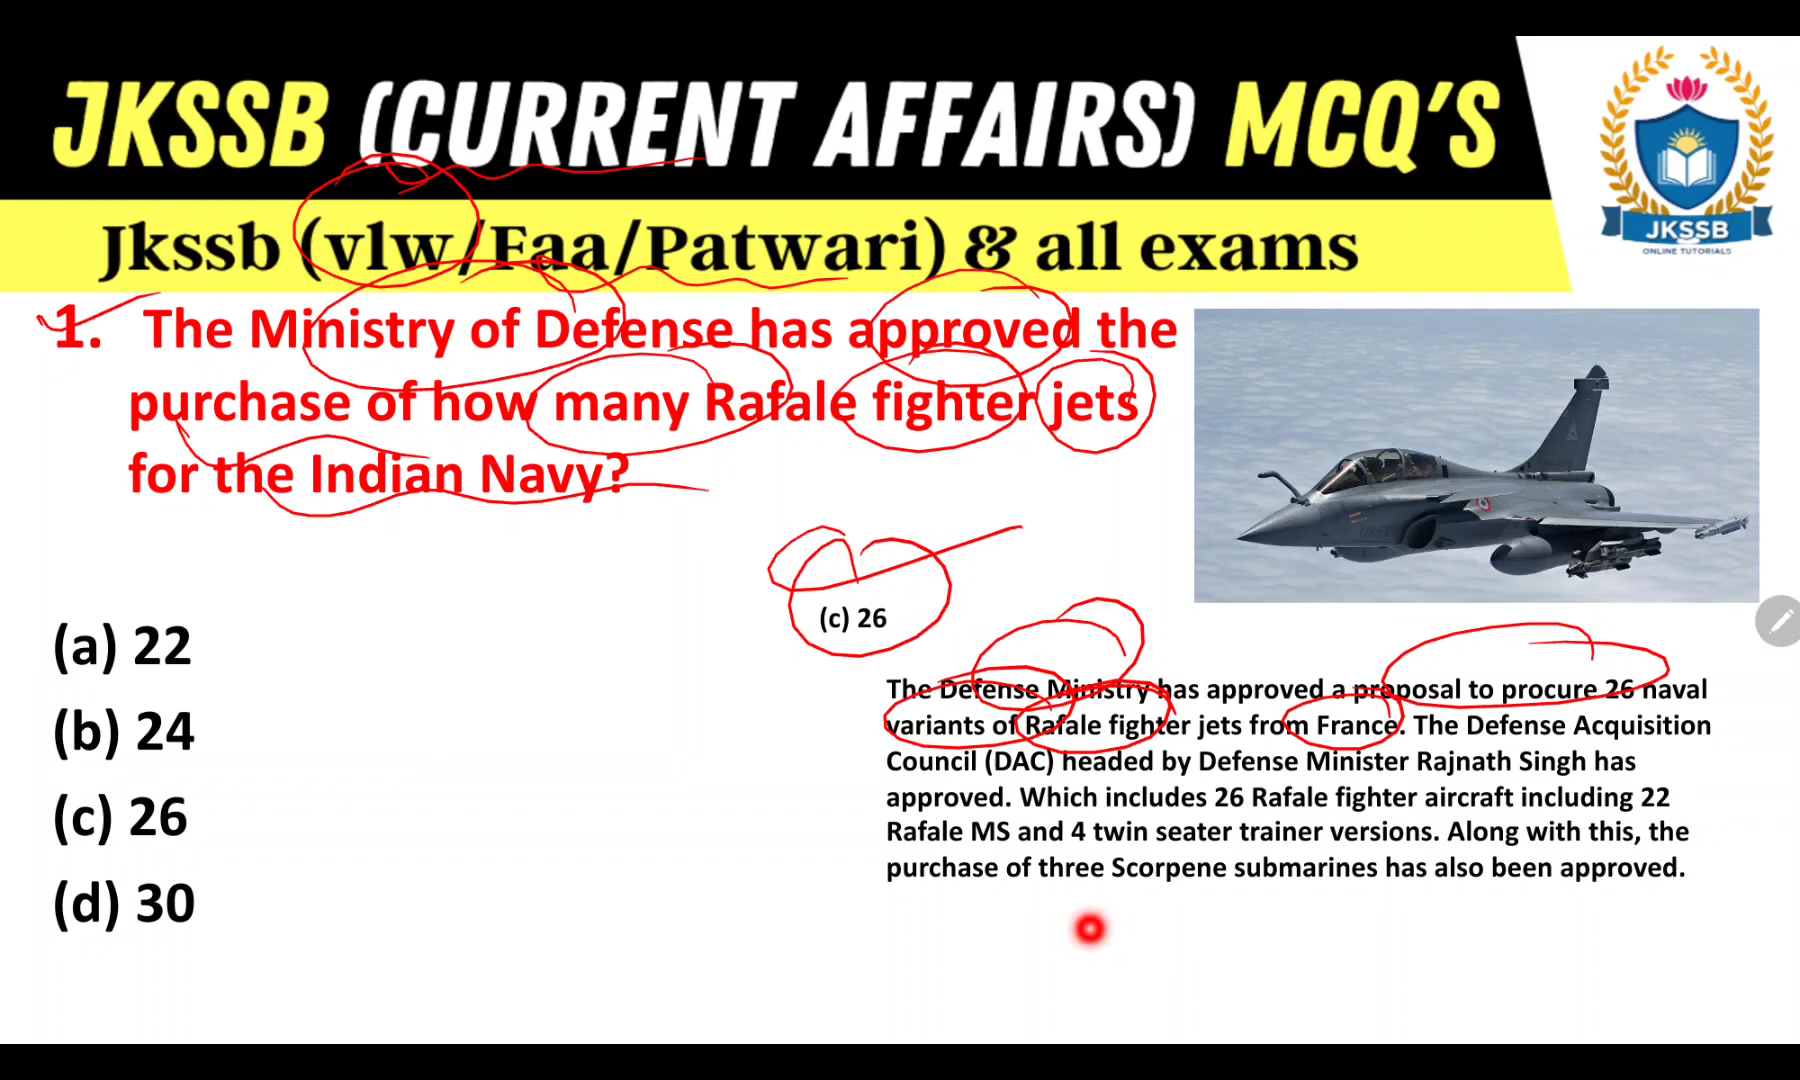 JKSSB (CURRENT AFFAIRS) MCQ'S
JKSSB
ONLINE TUTORIALS
Jkssb (vlw/Faa/Patwari) & all exams
1. The Ministry of Defense has approved the
purchase of how many Rafale fighter jets
for the Indian Navy?
(a) 22
(b) 24
(c) 26
(d) 30
(c) 26
The Defense Ministry has approved a proposal to procure 26 naval
variants of Rafale fighter jets from France. The Defense Acquisition
Council (DAC) headed by Defense Minister Rajnath Singh has
approved. Which includes 26 Rafale fighter aircraft including 22
Rafale MS and 4 twin seater trainer versions. Along with this, the
purchase of three Scorpene submarines has also been approved.